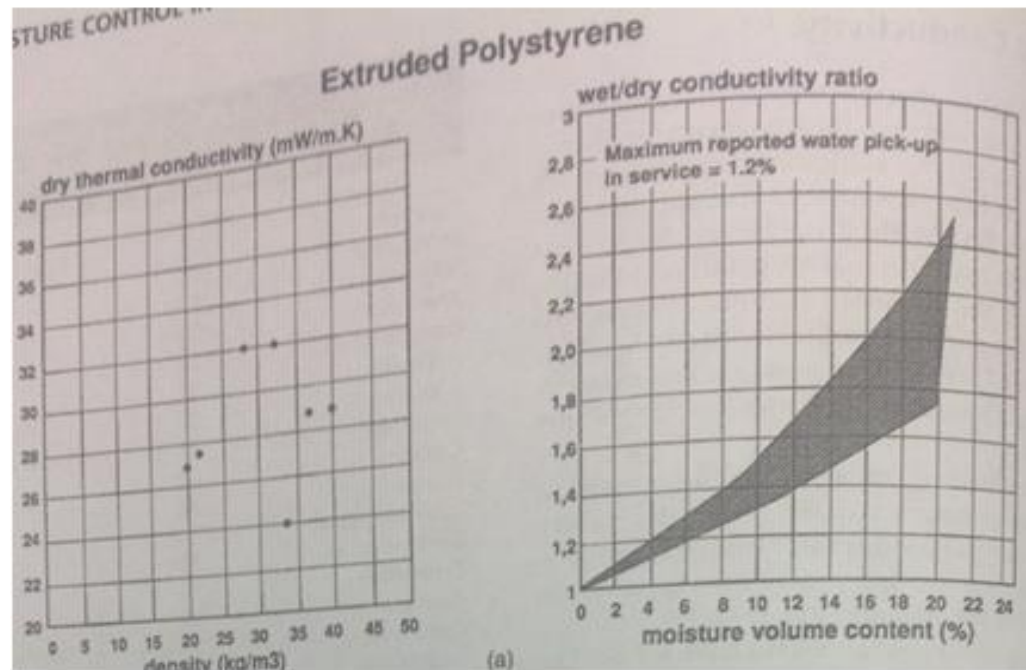 STURE CONTROL IN
Extruded Polystyrene
dry thermal conductivity (mW/m.K)
40
38
36
34
32
30
28
26
24
22
20
0 5 10 15 20 25 30 35 40 45 50
density (kg/m3)
wet/dry conductivity ratio
3
Maximum reported water pick-up
in service = 1.2%
2,8
2,6
2,4
2,2
2,0
1,8
1,6
1,4
1,2
1
0 2 4 6 8 10 12 14 16 18 20 22 24
moisture volume content (%)
(a)